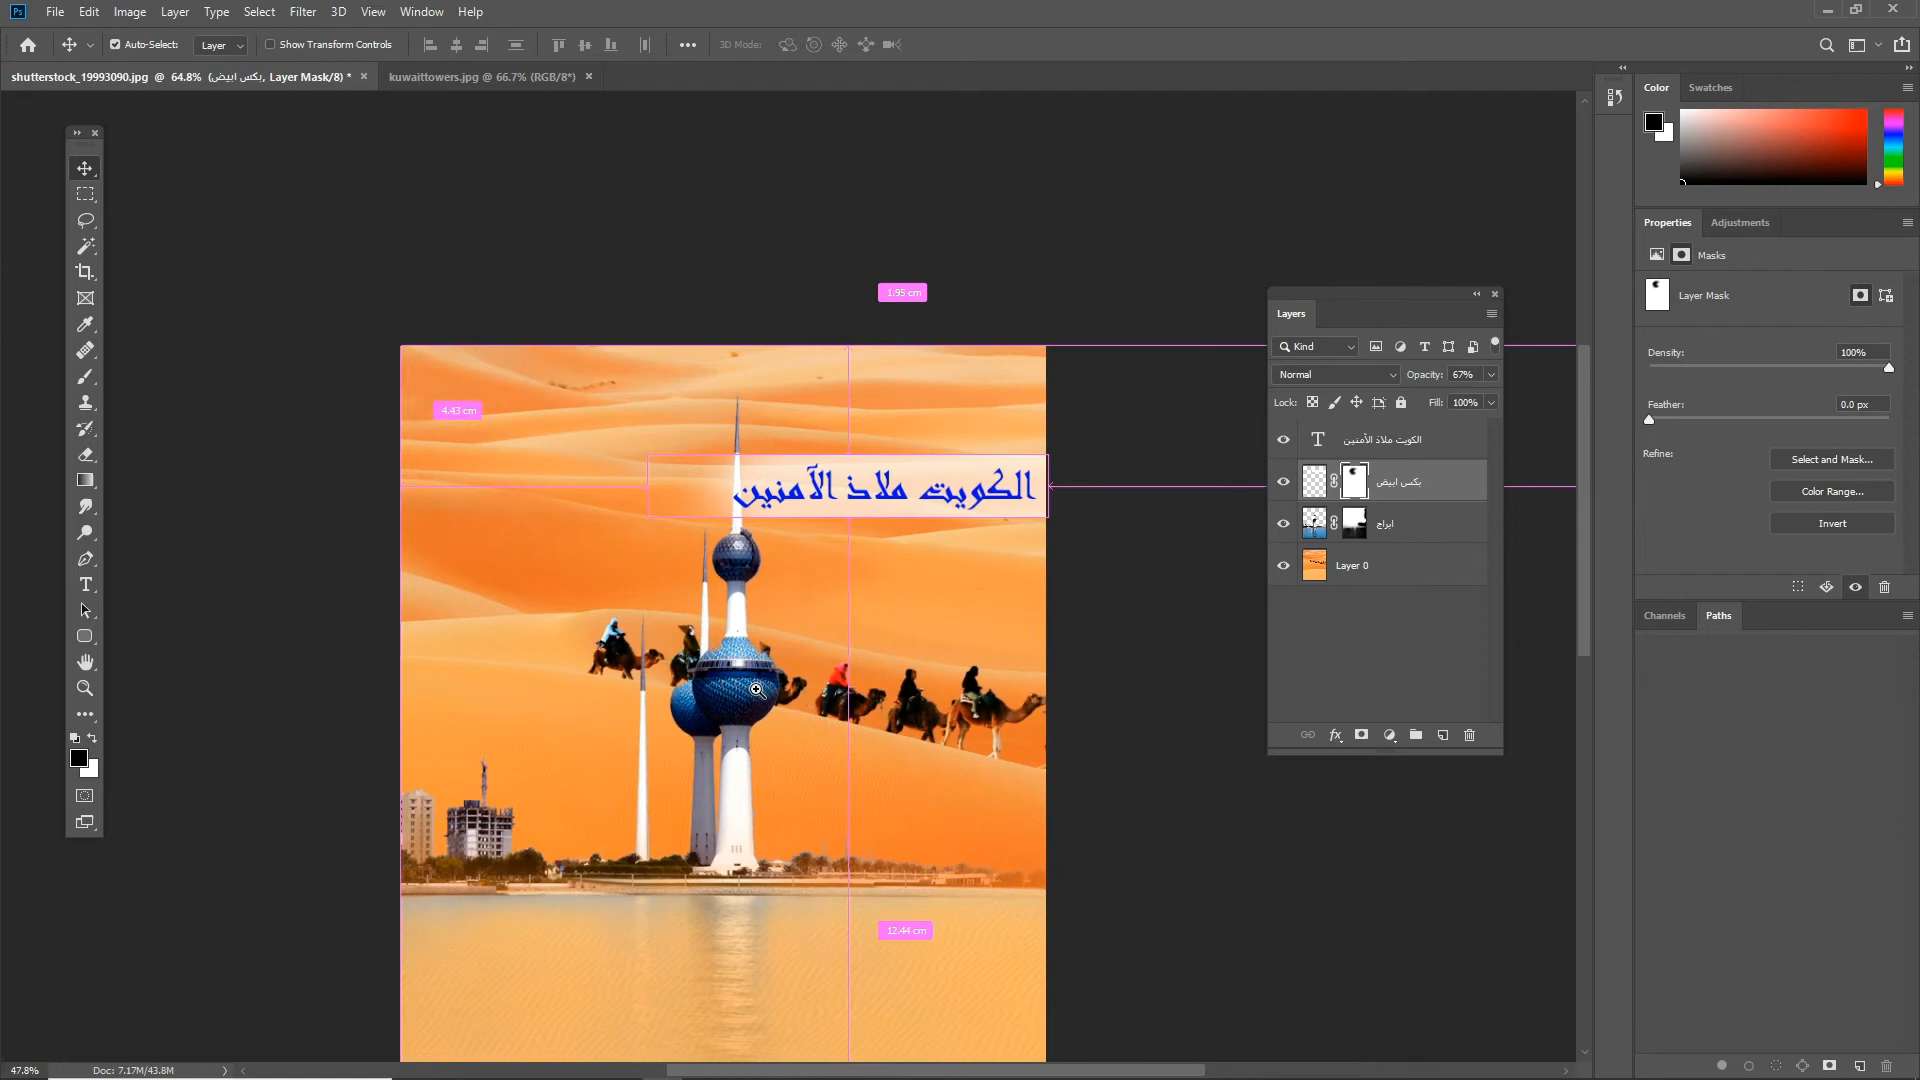 Ps File Edit Image Layer Type Select Filter 3D View Window Help
Auto-Select: Layer Show Transform Controls 3D Mode:
shutterstock_19993090.jpg @ 64.8% (بكس ابيض, Layer Mask/8) * kuwaittowers.jpg @ 66.7% (RGB/8*)
Color Swatches
Properties Adjustments
Masks
Layer Mask
Density: 100%
Feather: 0.0 px
Refine: Select and Mask...
Color Range...
Invert
Channels Paths
1.95 cm
4.43 cm
الكويت ملاذ الآمنين
12.44 cm
Layers
Kind
Normal Opacity: 67%
Lock: Fill: 100%
الكويت ملاذ الآمنين
بكس ابيض
ابراج
Layer 0
47.8% Doc: 7.17M/43.8M